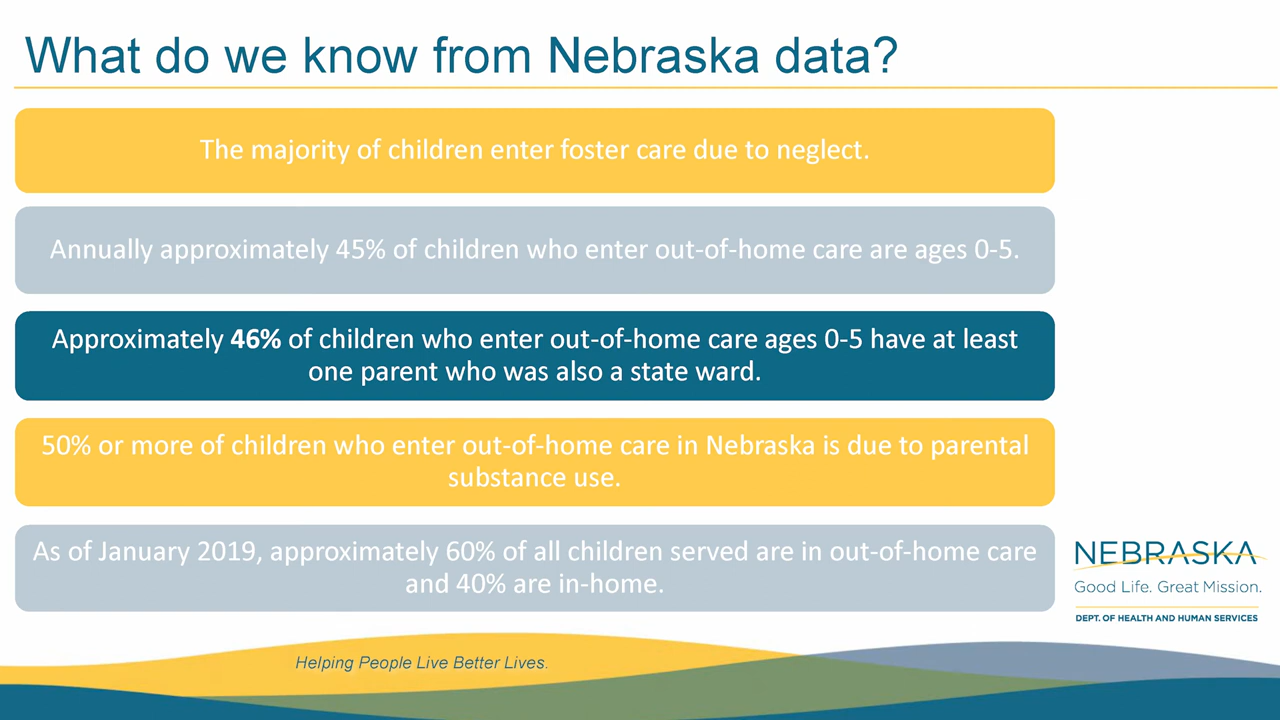 What do we know from Nebraska data?
The majority of children enter foster care due to neglect.
Annually approximately 45% of children who enter out-of-home care are ages 0-5.
Approximately 46% of children who enter out-of-home care ages 0-5 have at least
one parent who was also a state ward.
50% or more of children who enter out-of-home care in Nebraska is due to parental
substance use.
As of January 2019, approximately 60% of all children served are in out-of-home care
and 40% are in-home.
NEBRASKA
Good Life. Great Mission.
DEPT. OF HEALTH AND HUMAN SERVICES
Helping People Live Better Lives.